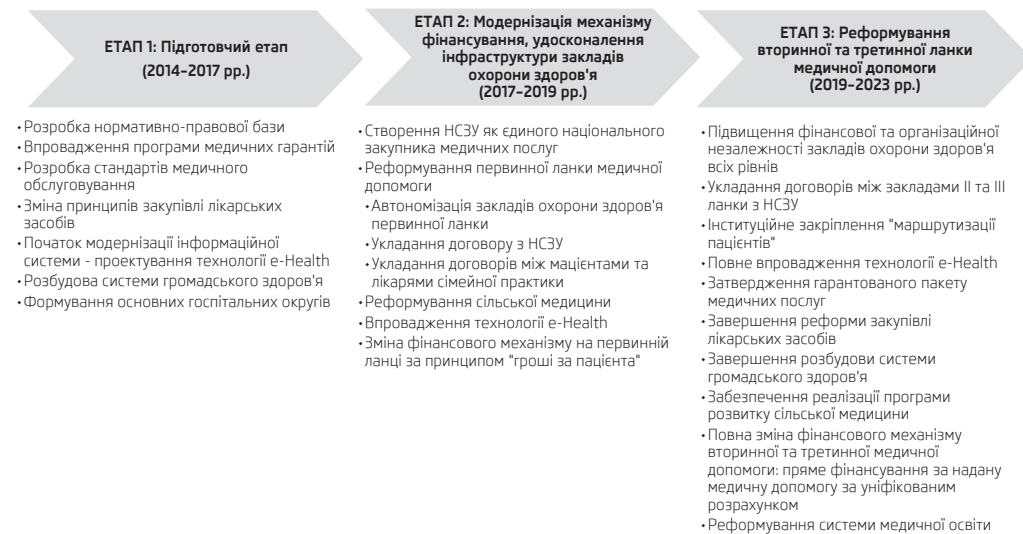 ЕТАП 1: Підготовчий етап
(2014–2017 рр.)
•Розробка нормативно-правової бази
•Впровадження програми медичних гарантій
•Розробка стандартів медичного
обслуговування
•Зміна принципів закупівлі лікарських
засобів
•Початок модернізації інформаційної
системи - проектування технології e-Health
•Розбудова системи громадського здоров'я
•Формування основних госпітальних округів
ЕТАП 2: Модернізація механізму
фінансування, удосконалення
інфраструктури закладів
охорони здоров'я
(2017–2019 рр.)
•Створення НСЗУ як єдиного національного
закупника медичних послуг
•Реформування первинної ланки медичної
допомоги
•Автономізація закладів охорони здоров'я
первинної ланки
•Укладання договору з НСЗУ
•Укладання договорів між мацієнтами та
лікарями сімейної практики
•Реформування сільської медицини
•Впровадження технології e-Health
•Зміна фінансового механізму на первинній
ланці за принципом "гроші за пацієнта"
ЕТАП 3: Реформування
вторинної та третинної ланки
медичної допомоги
(2019–2023 рр.)
•Підвищення фінансової та організаційної
незалежності закладів охорони здоров'я
всіх рівнів
•Укладання договорів між закладами ІІ та ІІІ
ланки з НСЗУ
•Інституційне закріплення "маршрутизації
пацієнтів"
•Повне впровадження технології e-Health
•Затвердження гарантованого пакету
медичних послуг
•Завершення реформи закупівлі
лікарських засобів
•Завершення розбудови системи
громадського здоров'я
•Забезпечення реалізації програми
розвитку сільської медицини
•Повна зміна фінансового механізму
вторинної та третинної медичної
допомоги: пряме фінансування за надану
медичну допомогу за уніфікованим
розрахунком
•Реформування системи медичної освіти